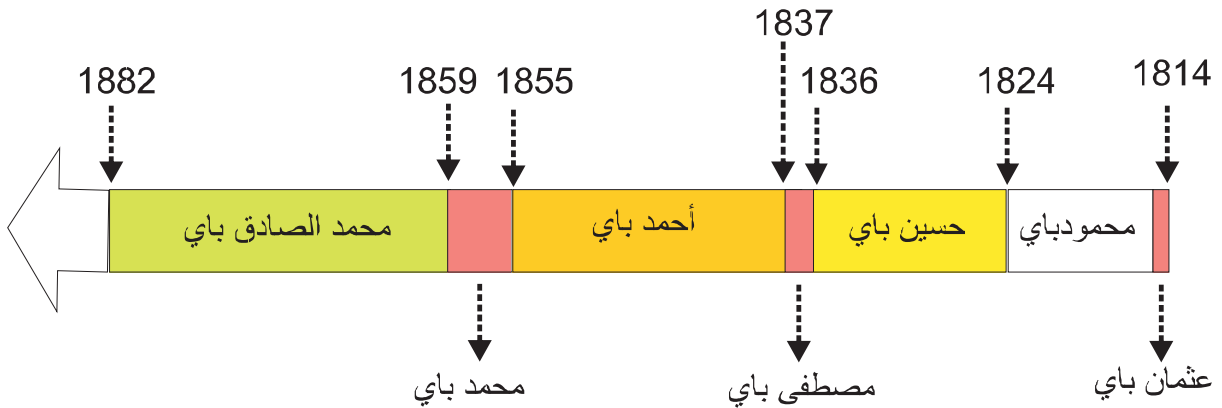 1837
1814
1824
1836
1855
1859
1882
محمودباي
حسين باي
أحمد باي
محمد الصادق باي
عثمان باي
مصطفى باي
محمد باي